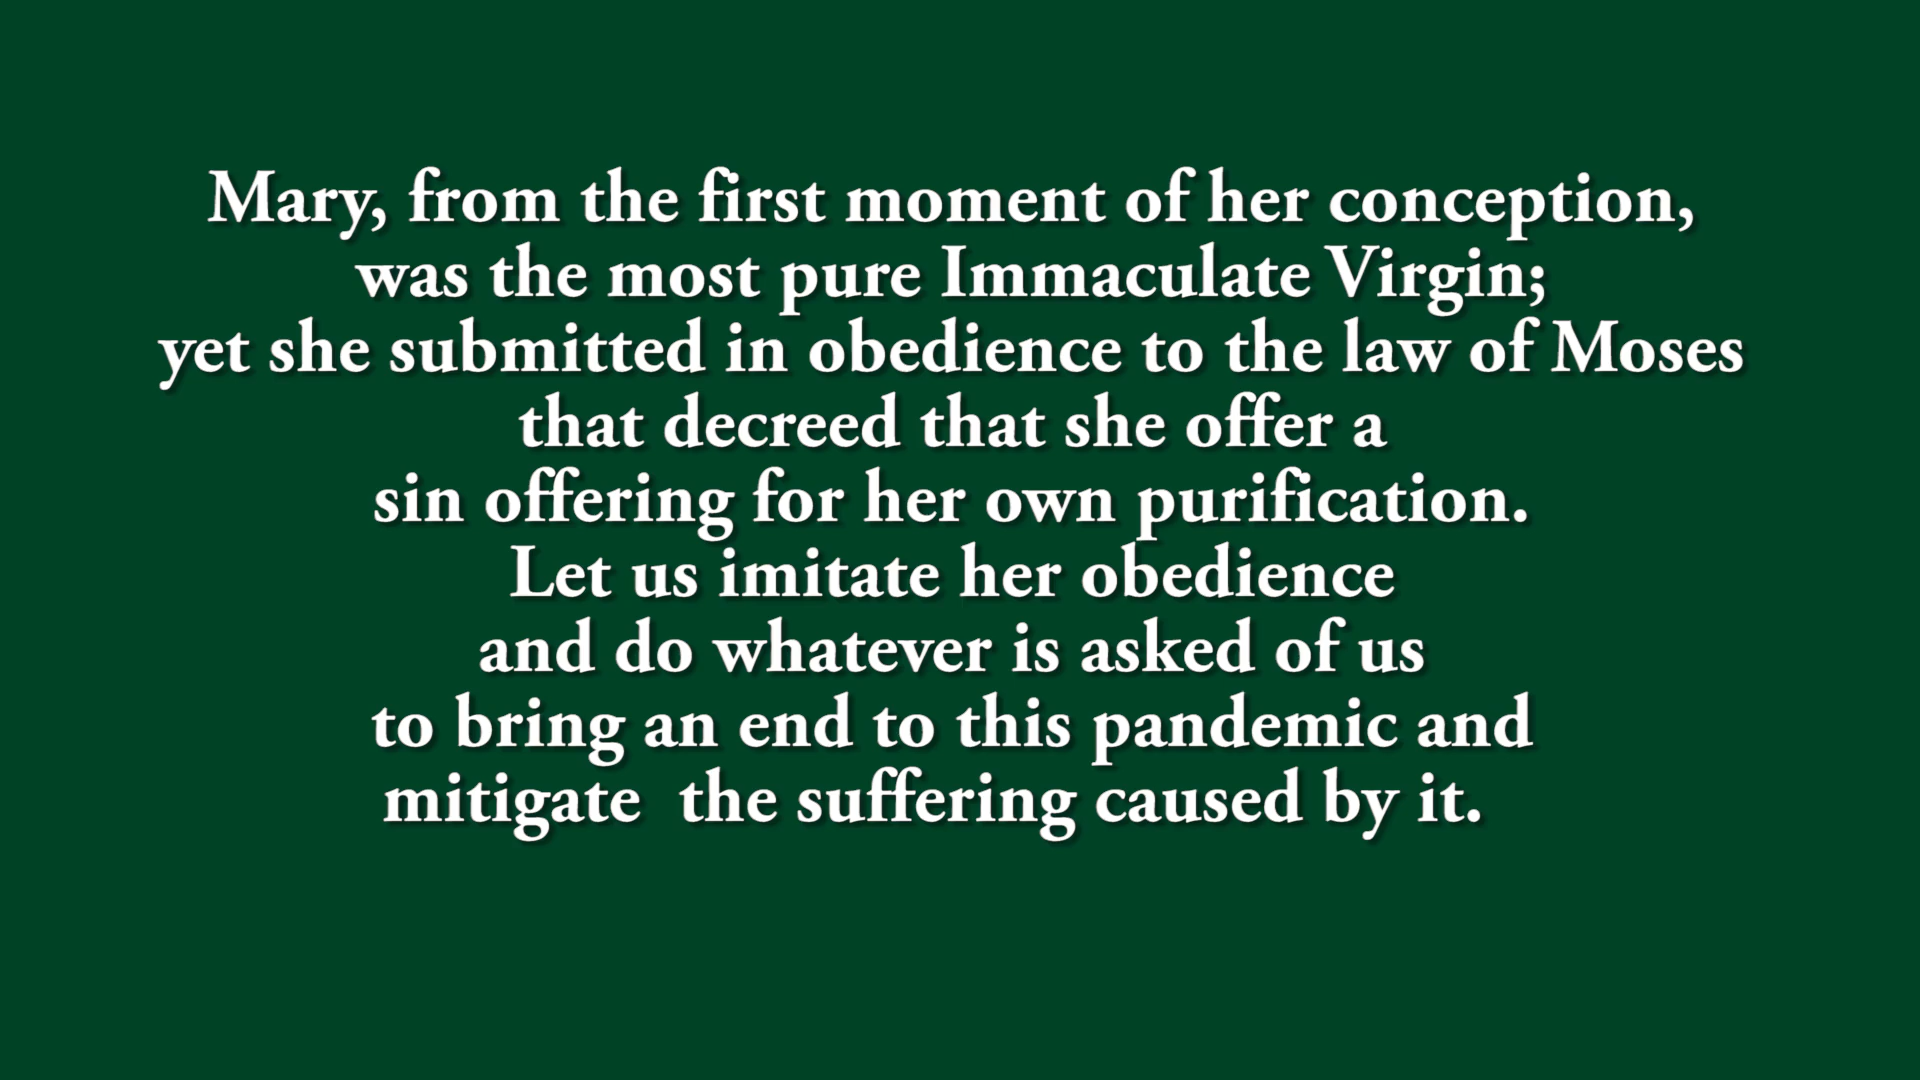 Mary, from the first moment of her conception,
was the most pure Immaculate Virgin;
yet she submitted in obedience to the law of Moses
that decreed that she offer a
sin offering for her own purification.
Let us imitate her obedience
and do whatever is asked of us
to bring an end to this pandemic and
mitigate  the suffering caused by it.